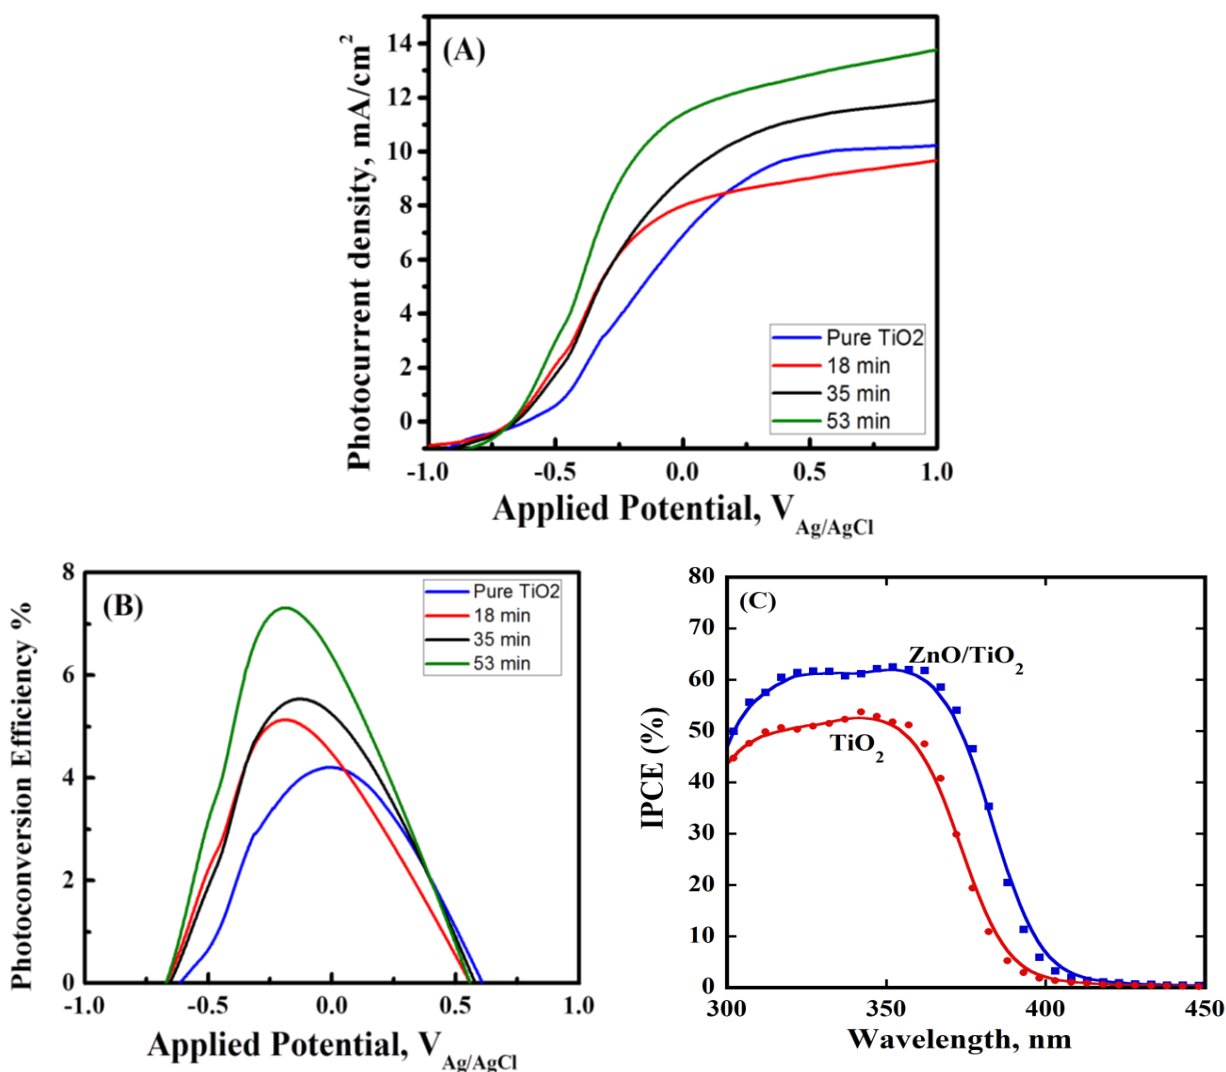 (A)
Photocurrent density, mA/cm²
14
12
10
8
6
4
2
0
-1.0 -0.5 0.0 0.5 1.0
Applied Potential, V Ag/AgCl
Pure TiO2
18 min
35 min
53 min
(B)
Photoconversion Efficiency %
8
6
4
2
0
-1.0 -0.5 0.0 0.5 1.0
Applied Potential, V Ag/AgCl
Pure TiO2
18 min
35 min
53 min
(C)
IPCE (%)
80
70
60
50
40
30
20
10
0
300 350 400 450
Wavelength, nm
ZnO/TiO₂
TiO₂